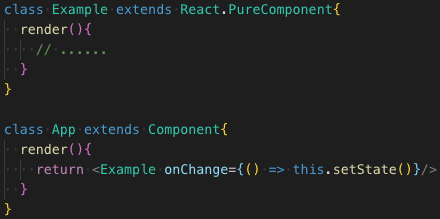 class Example extends React.PureComponent{
  render(){
    // ......
  }
}

class App extends Component{
  render(){
    return <Example onChange={() => this.setState()}/>
  }
}